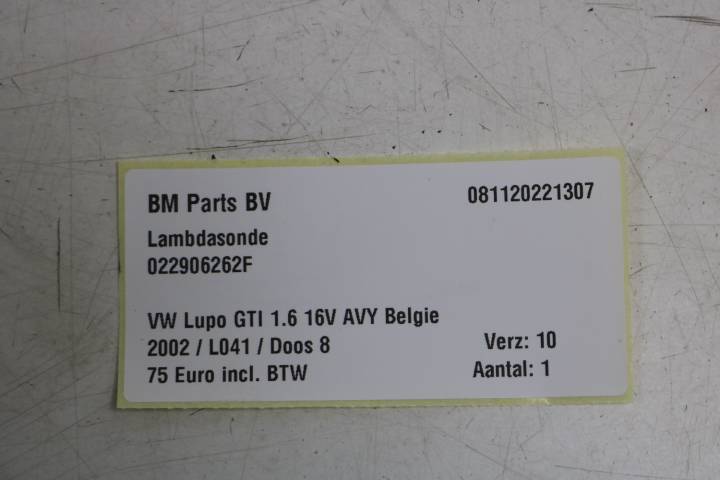 BM Parts BV 081120221307
Lambdasonde
022906262F
VW Lupo GTI 1.6 16V AVY Belgie
2002 / L041 / Doos 8 Verz: 10
75 Euro incl. BTW Aantal: 1